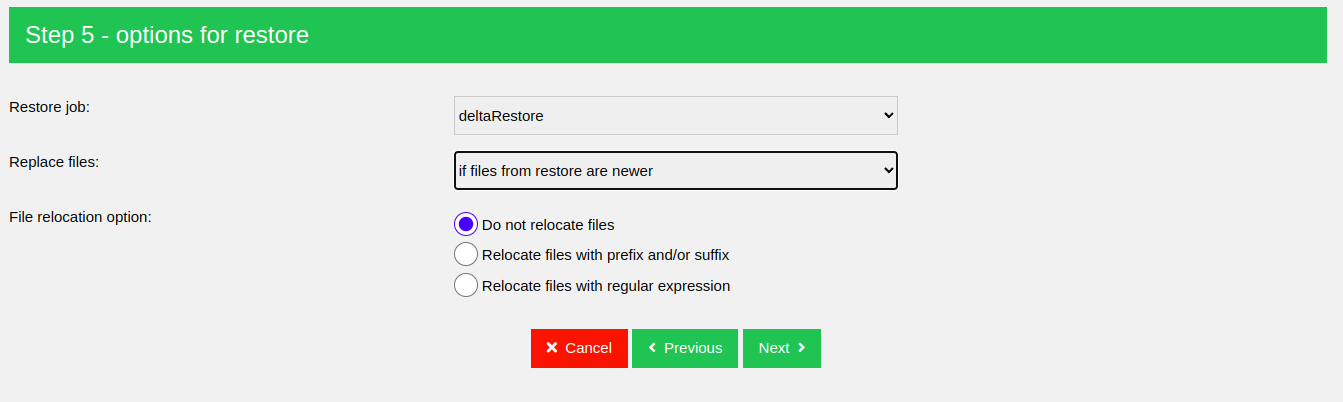 Step 5 - options for restore
Restore job:
deltaRestore
Replace files:
if files from restore are newer
File relocation option:
Do not relocate files
Relocate files with prefix and/or suffix
Relocate files with regular expression
Cancel Previous Next